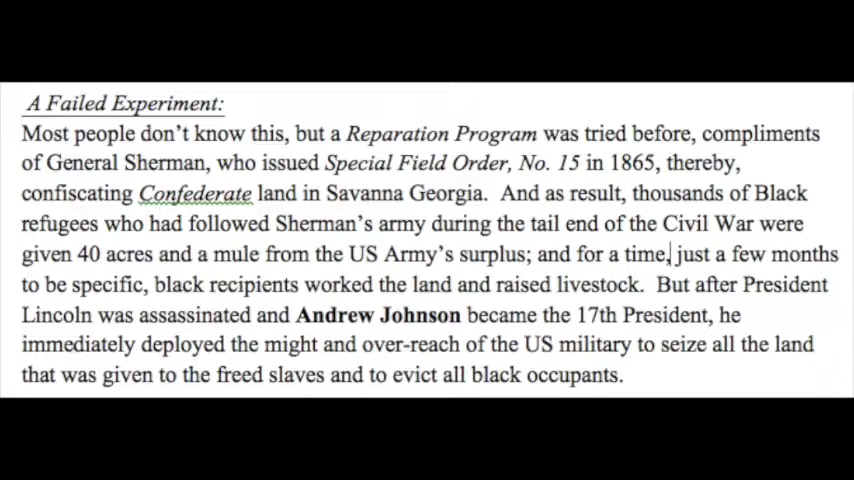 A Failed Experiment:
Most people don't know this, but a Reparation Program was tried before, compliments
of General Sherman, who issued Special Field Order, No. 15 in 1865, thereby,
confiscating Confederate land in Savanna Georgia.  And as result, thousands of Black
refugees who had followed Sherman's army during the tail end of the Civil War were
given 40 acres and a mule from the US Army's surplus; and for a time, just a few months
to be specific, black recipients worked the land and raised livestock.  But after President
Lincoln was assassinated and Andrew Johnson became the 17th President, he
immediately deployed the might and over-reach of the US military to seize all the land
that was given to the freed slaves and to evict all black occupants.